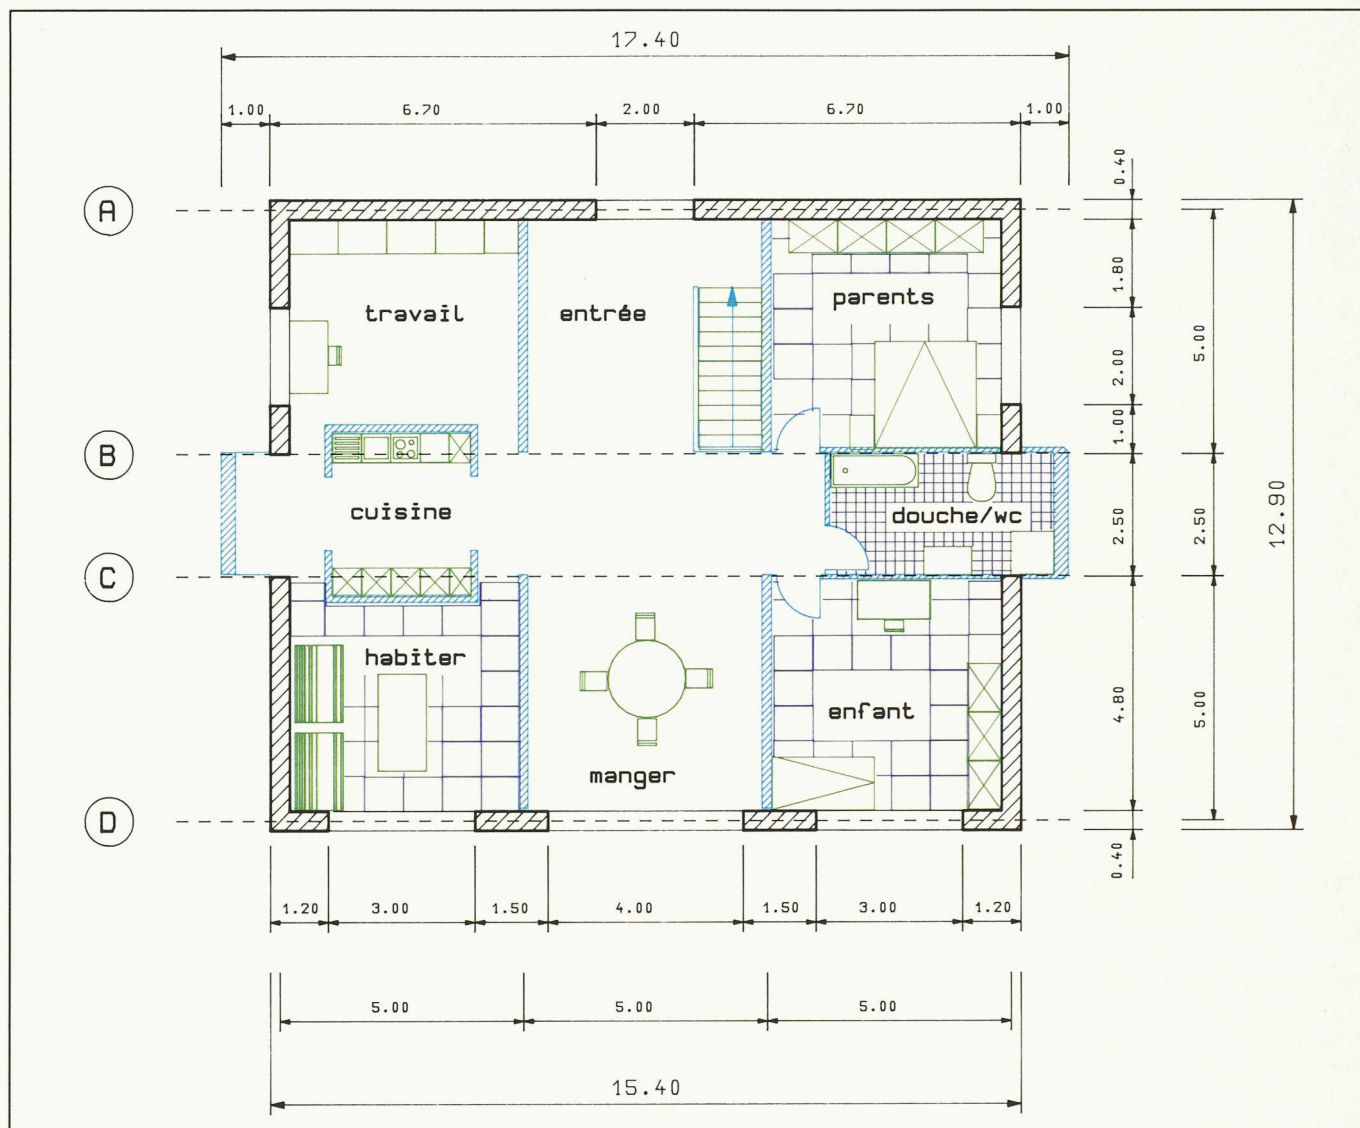 17.40
1.00 6.70 2.00 6.70 1.00
0.40
A
1.80
travail entrée parents
5.00
2.00
1.00
B
cuisine douche/wc
2.50 2.50 12.90
C
habiter
enfant
4.80 5.00
manger
D
0.40
1.20 3.00 1.50 4.00 1.50 3.00 1.20
5.00 5.00 5.00
15.40